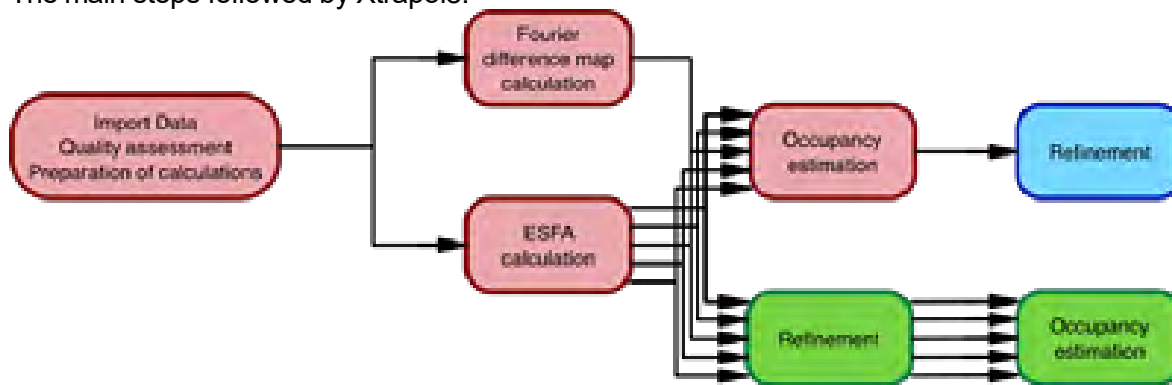 The main steps followed by Xtrapol8.
Fourier
difference map
calculation
Import Data
Quality assessment
Preparation of calculations
Occupancy
estimation
Refinement
ESFA
calculation
Refinement
Occupancy
estimation